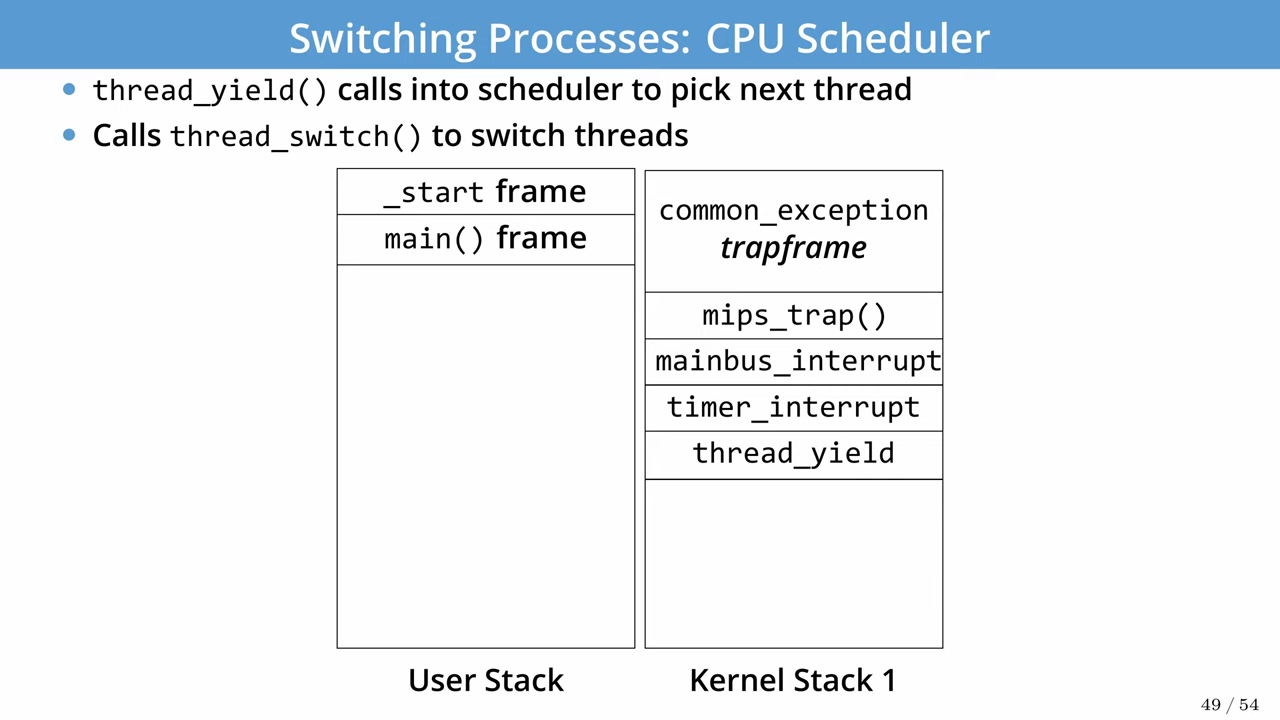 Switching Processes: CPU Scheduler
• thread_yield() calls into scheduler to pick next thread
• Calls thread_switch() to switch threads
_start frame
main() frame
User Stack
common_exception
trapframe
mips_trap()
mainbus_interrupt
timer_interrupt
thread_yield
Kernel Stack 1
49 / 54